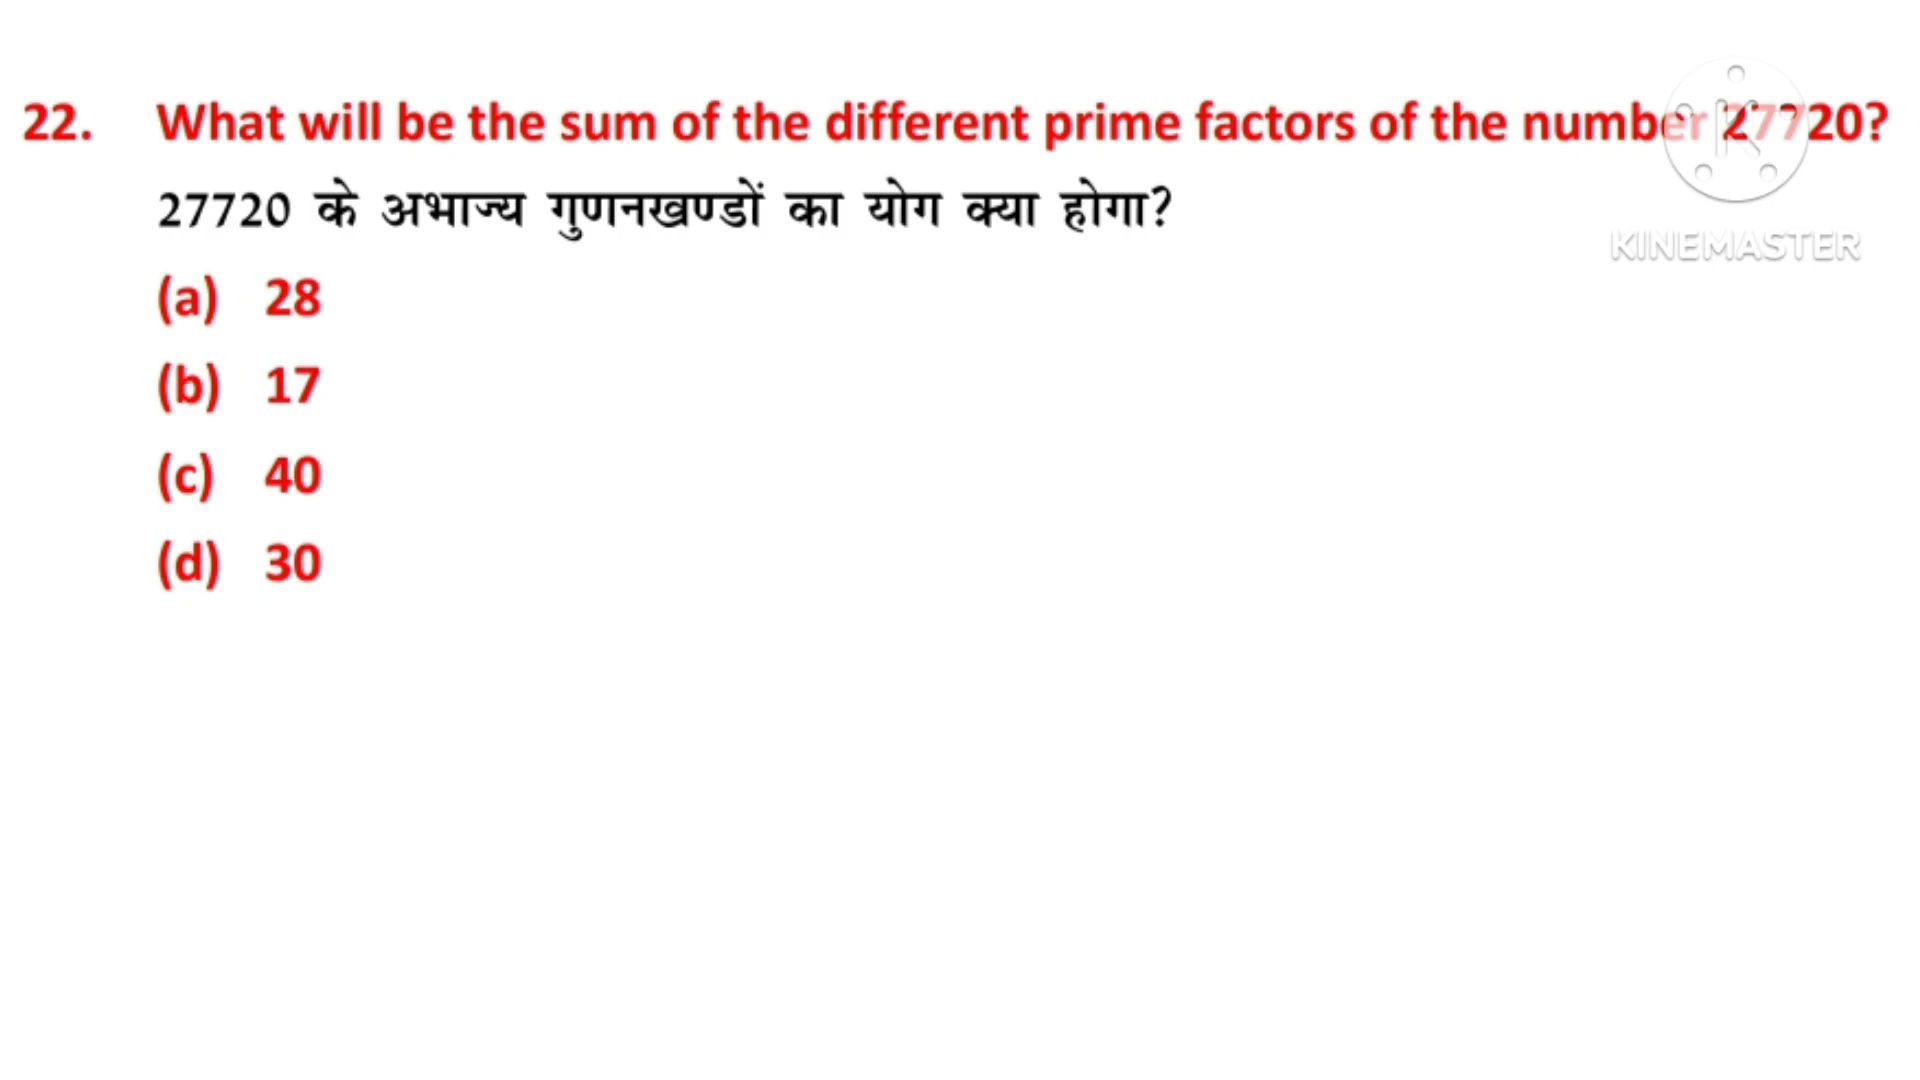 22. What will be the sum of the different prime factors of the number 27720?
27720 के अभाज्य गुणनखण्डों का योग क्या होगा?
(a) 28
(b) 17
(c) 40
(d) 30
K
KINEMASTER